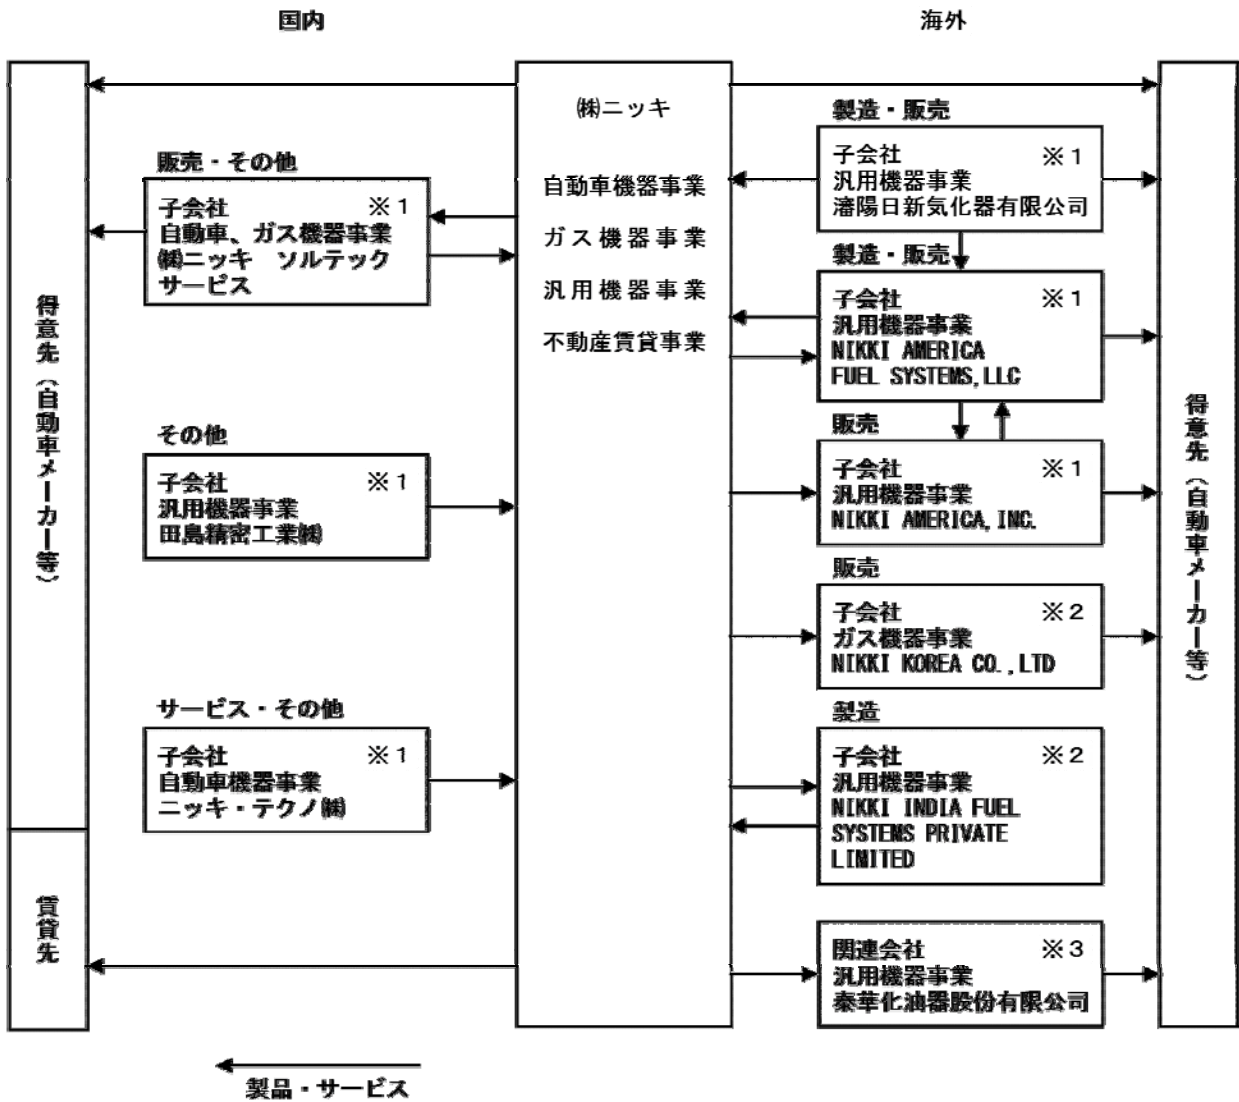 国内
海外
得意先（自動車メーカー等）
賃貸先
販売・その他
子会社 ※1
自動車、ガス機器事業
㈱ニッキ ソルテック
サービス
その他
子会社 ※1
汎用機器事業
田島精密工業㈱
サービス・その他
子会社 ※1
自動車機器事業
ニッキ・テクノ㈱
㈱ニッキ
自動車機器事業
ガス機器事業
汎用機器事業
不動産賃貸事業
製造・販売
子会社 ※1
汎用機器事業
瀋陽日新気化器有限公司
製造・販売
子会社 ※1
汎用機器事業
NIKKI AMERICA
FUEL SYSTEMS,LLC
販売
子会社 ※1
汎用機器事業
NIKKI AMERICA,INC.
販売
子会社 ※2
ガス機器事業
NIKKI KOREA CO.,LTD
製造
子会社 ※2
汎用機器事業
NIKKI INDIA FUEL
SYSTEMS PRIVATE
LIMITED
関連会社 ※3
汎用機器事業
泰華化油器股份有限公司
得意先（自動車メーカー等）
製品・サービス